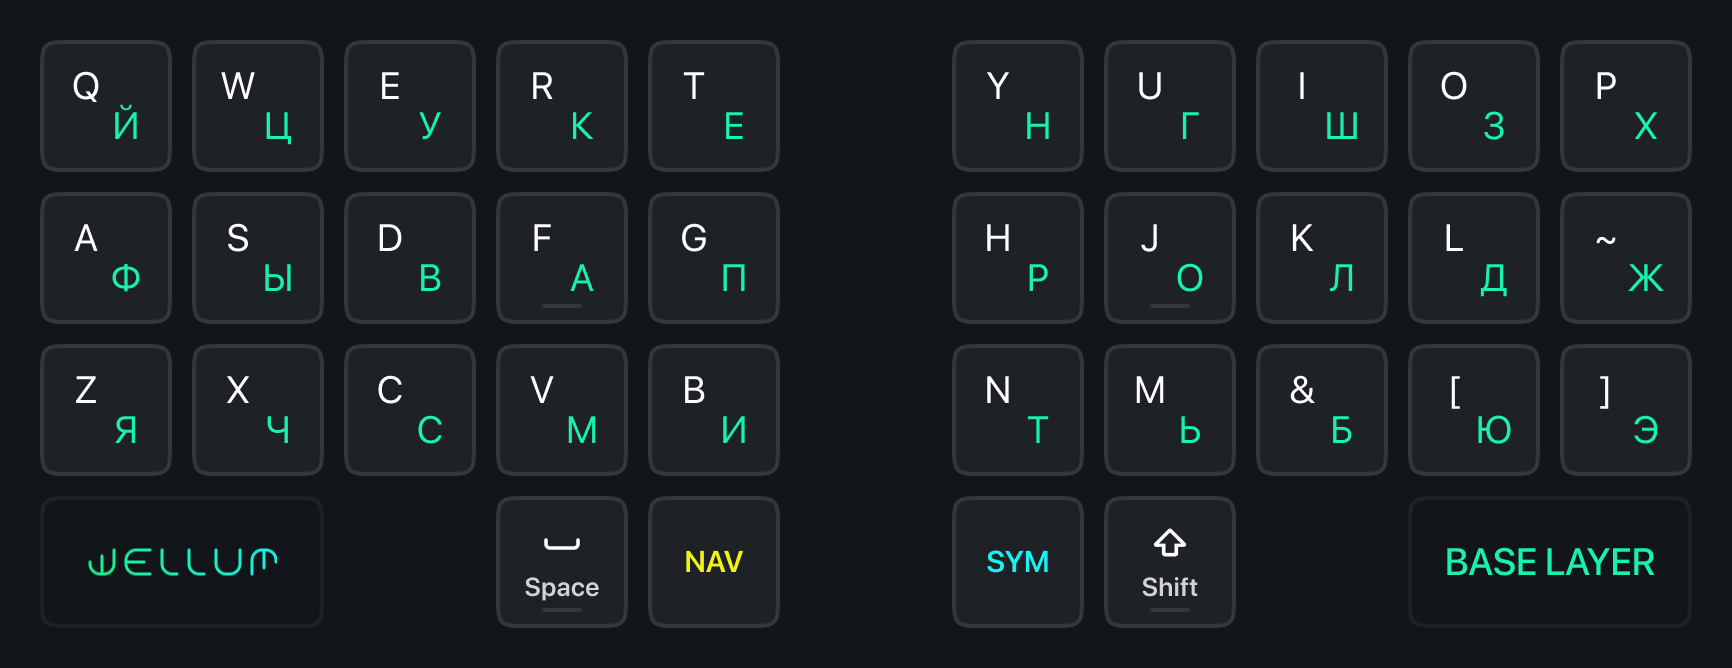 Q W E R T Y U I O P
Й Ц У К Е Н Г Ш З Х
A S D F G H J K L ~
Ф Ы В А П Р О Л Д Ж
Z X C V B N M & [ ]
Я Ч С М И Т Ь Б Ю Э
WELLUM Space NAV SYM Shift BASE LAYER